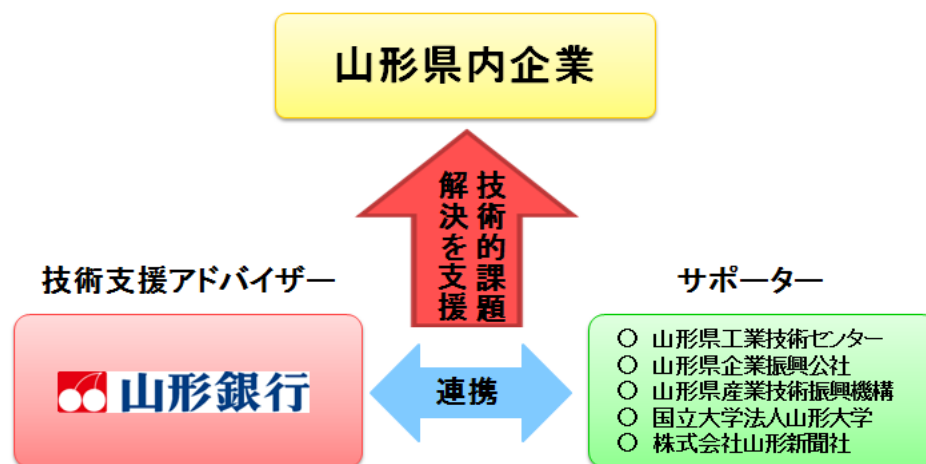 山形県内企業
技術的課題
解決を支援
技術支援アドバイザー
サポーター
山形銀行
連携
○ 山形県工業技術センター
○ 山形県企業振興公社
○ 山形県産業技術振興機構
○ 国立大学法人山形大学
○ 株式会社山形新聞社